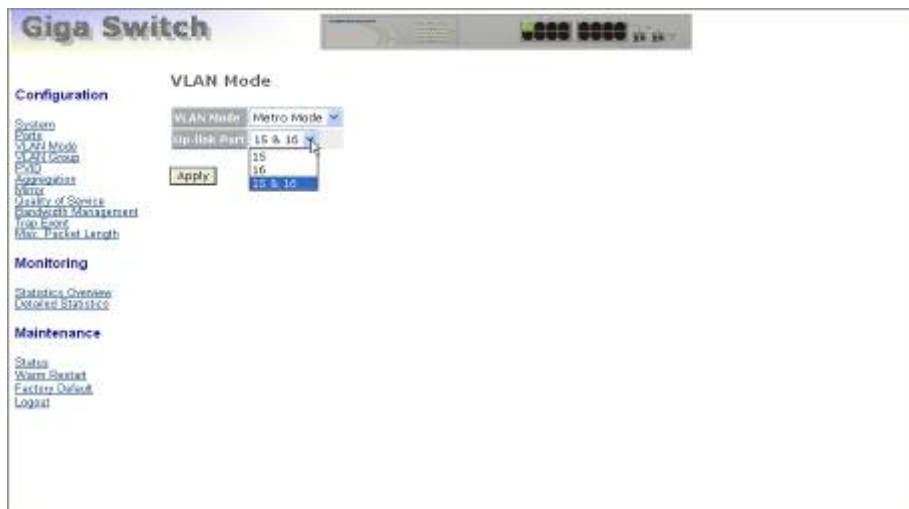 Giga Switch
VLAN Mode
VLAN Mode Metro Mode
Up-link Port 15 & 16
15
16
15 & 16
Apply
Configuration
System
Ports
VLAN Mode
VLAN Group
PVID
Aggregation
Mirror
Quality of Service
Bandwidth Management
Trap Event
Max. Packet Length
Monitoring
Statistics Overview
Detailed Statistics
Maintenance
Status
Warm Restart
Factory Default
Logout